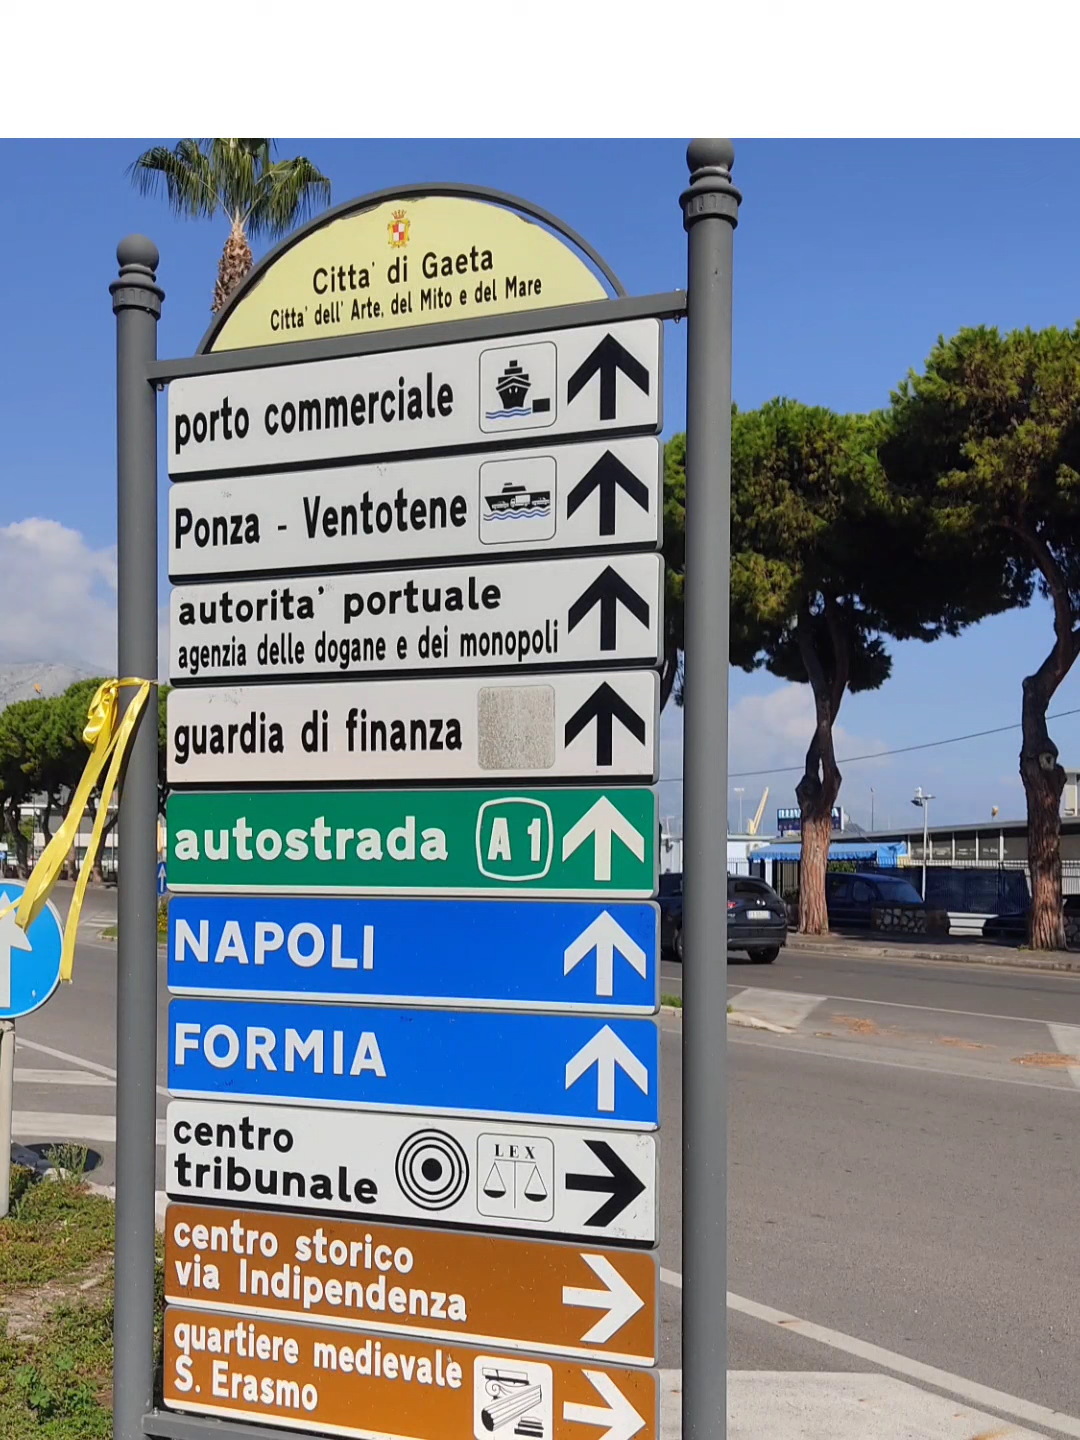 Citta' di Gaeta
Citta' dell' Arte, del Mito e del Mare
porto commerciale
Ponza - Ventotene
autorita' portuale
agenzia delle dogane e dei monopoli
guardia di finanza
autostrada A1
NAPOLI
FORMIA
centro
tribunale
LEX
centro storico
via Indipendenza
quartiere medievale
S. Erasmo